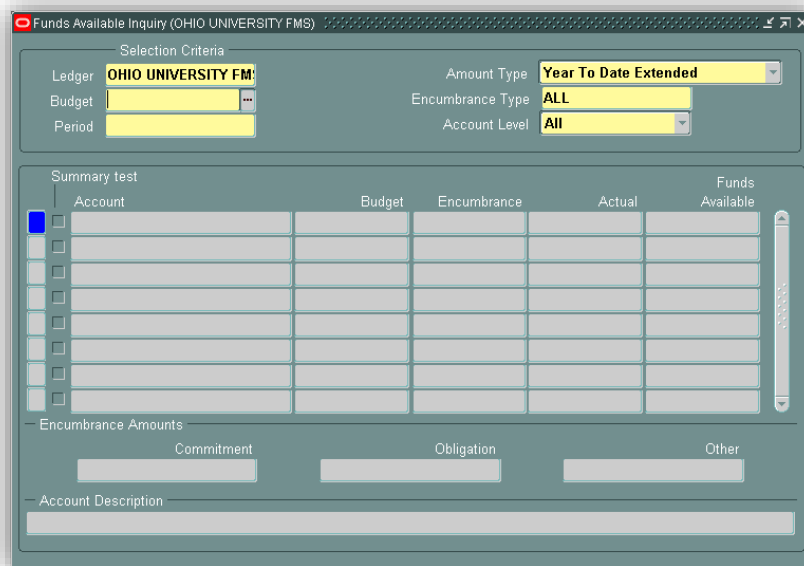 Funds Available Inquiry (OHIO UNIVERSITY FMS)
Selection Criteria
Ledger OHIO UNIVERSITY FM
Amount Type Year To Date Extended
Budget ...
Encumbrance Type ALL
Period
Account Level All
Summary test
Account Budget Encumbrance Actual Funds Available
Encumbrance Amounts
Commitment Obligation Other
Account Description